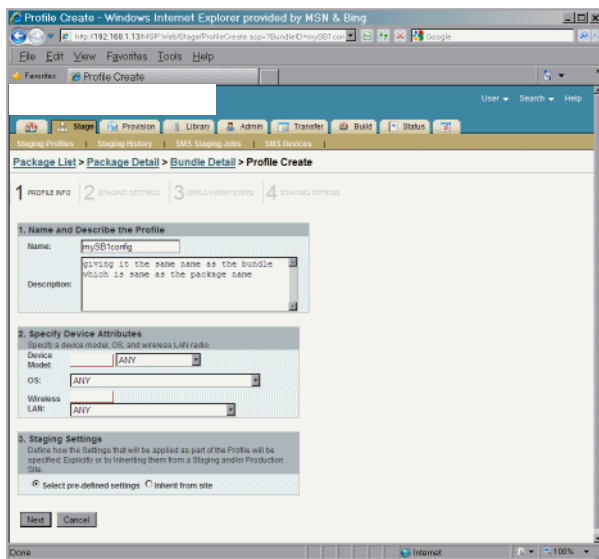 Profile Create - Windows Internet Explorer provided by MSN & Bing
Google
File Edit View Favorites Tools Help
Favorites Profile Create
User Search Help
Stage Provision Library Admin Transfer Build Status
Staging Profiles | Staging History | SMS Staging Jobs | SMS Devices |
Package List > Package Detail > Bundle Detail > Profile Create
1 PROFILE INFO 2 STAGING SETTINGS 3 DEPLOYMENT STEPS 4 STAGING OPTIONS
1. Name and Describe the Profile
Name: mySB1config
Description: giving it the same name as the bundle
which is same as the package name
2. Specify Device Attributes
Specify a device model, OS, and wireless LAN radio.
Device Model: ANY
OS: ANY
Wireless LAN: ANY
3. Staging Settings
Define how the Settings that will be applied as part of the Profile will be
specified: Explicitly or by Inheriting them from a Staging and/or Production
Site.
Select pre-defined settings Inherit from site
Next Cancel
Done Internet 100%